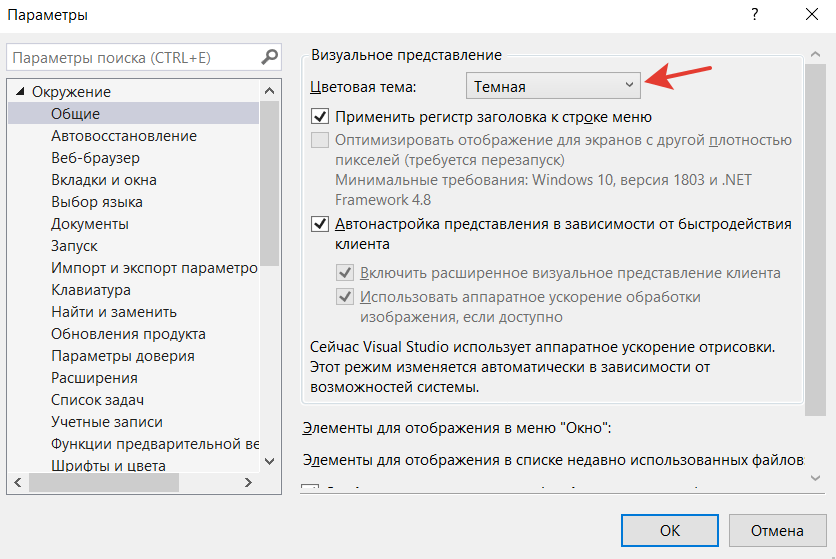 Параметры
?
Параметры поиска (CTRL+E)
Окружение
Общие
Автовосстановление
Веб-браузер
Вкладки и окна
Выбор языка
Документы
Запуск
Импорт и экспорт параметро
Клавиатура
Найти и заменить
Обновления продукта
Параметры доверия
Расширения
Список задач
Учетные записи
Функции предварительной ве
Шрифты и цвета
Визуальное представление
Цветовая тема:
Темная
Применить регистр заголовка к строке меню
Оптимизировать отображение для экранов с другой плотностью
пикселей (требуется перезапуск)
Минимальные требования: Windows 10, версия 1803 и .NET
Framework 4.8
Автонастройка представления в зависимости от быстродействия
клиента
Включить расширенное визуальное представление клиента
Использовать аппаратное ускорение обработки
изображения, если доступно
Сейчас Visual Studio использует аппаратное ускорение отрисовки.
Этот режим изменяется автоматически в зависимости от
возможностей системы.
Элементы для отображения в меню "Окно":
Элементы для отображения в списке недавно использованных файлов
ОК
Отмена